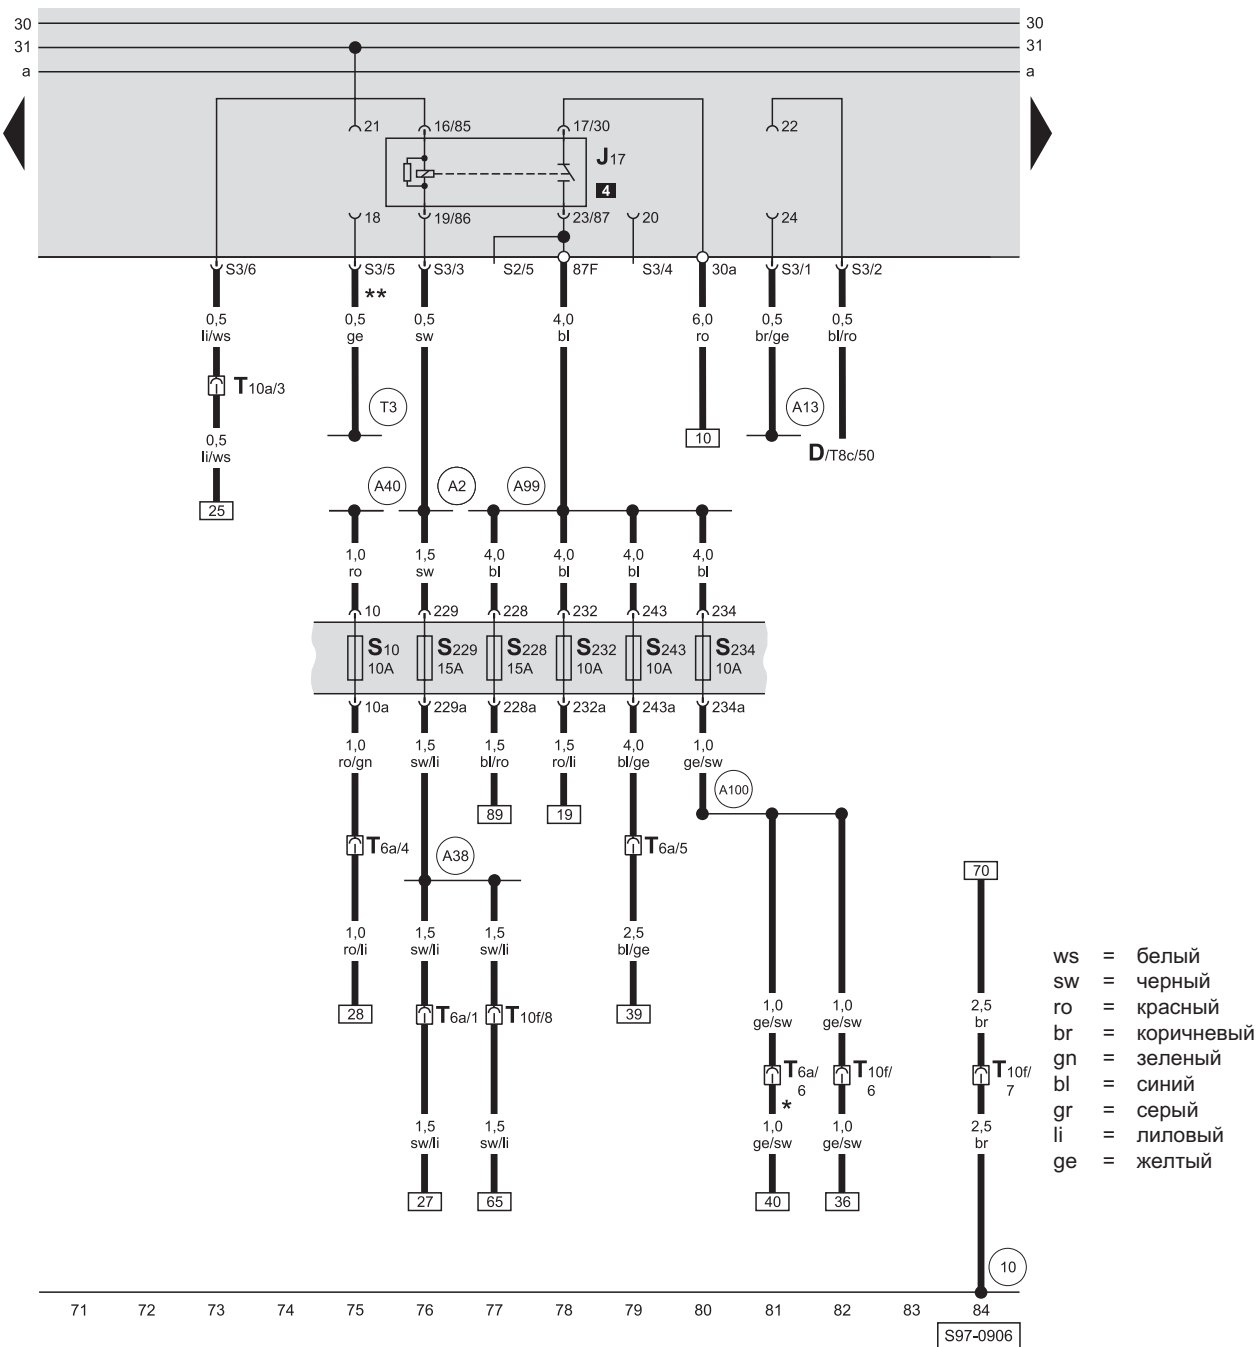 30 30
31 31
a a
21 16/85 17/30 22
J17
4
18 19/86 23/87 20 24
S3/6 S3/5 S3/3 S2/5 87F S3/4 30a S3/1 S3/2
**
0,5 0,5 0,5 4,0 6,0 0,5 0,5
li/ws ge sw bl ro br/ge bl/ro
T10a/3
T3 A13
0,5 10
li/ws D/T8c/50
A40 A2 A99
25
1,0 1,5 4,0 4,0 4,0 4,0
ro sw bl bl bl bl
10 229 228 232 243 234
S10 S229 S228 S232 S243 S234
10A 15A 15A 10A 10A 10A
10a 229a 228a 232a 243a 234a
1,0 1,5 1,5 1,5 4,0 1,0
ro/gn sw/li bl/ro ro/li bl/ge ge/sw
A100
89 19
T6a/4 T6a/5
A38
70
1,0 1,5 1,5 2,5
ro/li sw/li sw/li bl/ge
ws = белый
sw = черный
ro = красный
br = коричневый
gn = зеленый
bl = синий
gr = серый
li = лиловый
ge = желтый
1,0 1,0 2,5
ge/sw ge/sw br
28 T6a/1 T10f/8 39
T6a/ T10f/ T10f/
6 6 7
*
1,5 1,5 1,0 1,0 2,5
sw/li sw/li ge/sw ge/sw br
27 65 40 36
10
71 72 73 74 75 76 77 78 79 80 81 82 83 84
S97-0906